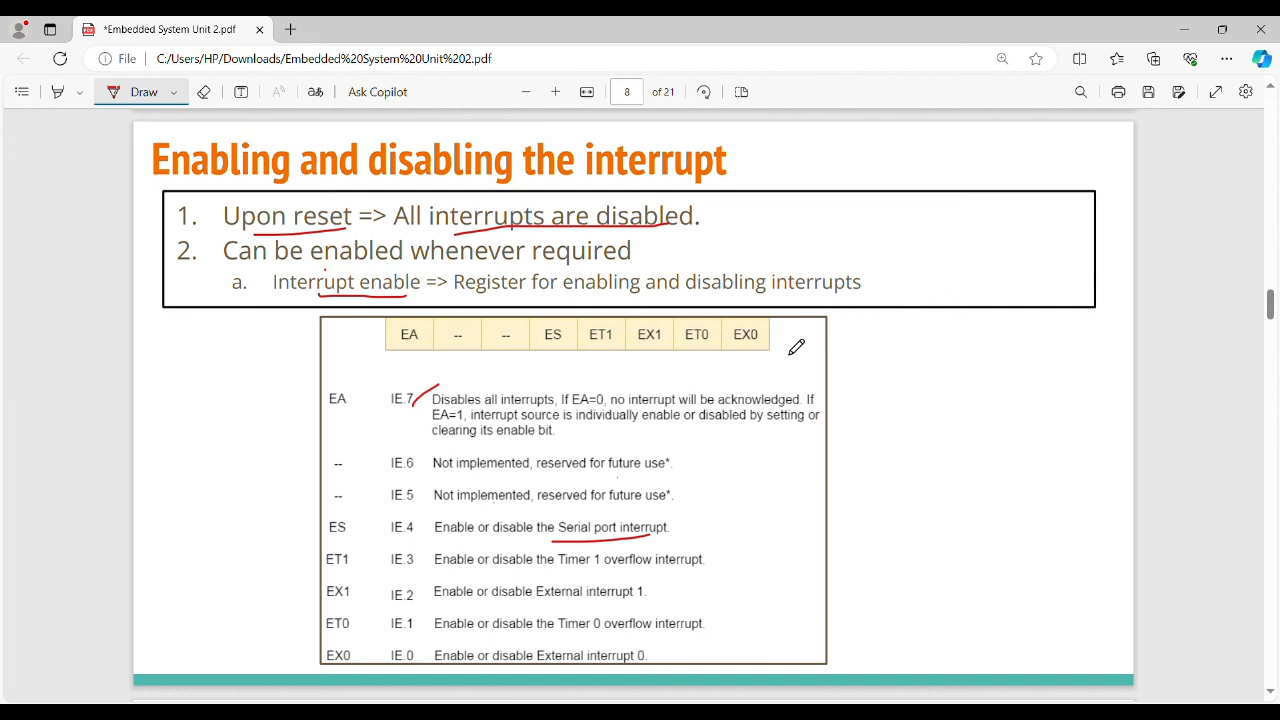 *Embedded System Unit 2.pdf
File C:/Users/HP/Downloads/Embedded%20System%20Unit%202.pdf
Draw Ask Copilot 8 of 21
Enabling and disabling the interrupt
1. Upon reset => All interrupts are disabled.
2. Can be enabled whenever required
a. Interrupt enable => Register for enabling and disabling interrupts
EA -- -- ES ET1 EX1 ET0 EX0
EA IE.7 Disables all interrupts, If EA=0, no interrupt will be acknowledged. If
EA=1, interrupt source is individually enable or disabled by setting or
clearing its enable bit.
-- IE.6 Not implemented, reserved for future use*.
-- IE.5 Not implemented, reserved for future use*.
ES IE.4 Enable or disable the Serial port interrupt.
ET1 IE.3 Enable or disable the Timer 1 overflow interrupt.
EX1 IE.2 Enable or disable External interrupt 1.
ET0 IE.1 Enable or disable the Timer 0 overflow interrupt.
EX0 IE.0 Enable or disable External interrupt 0.